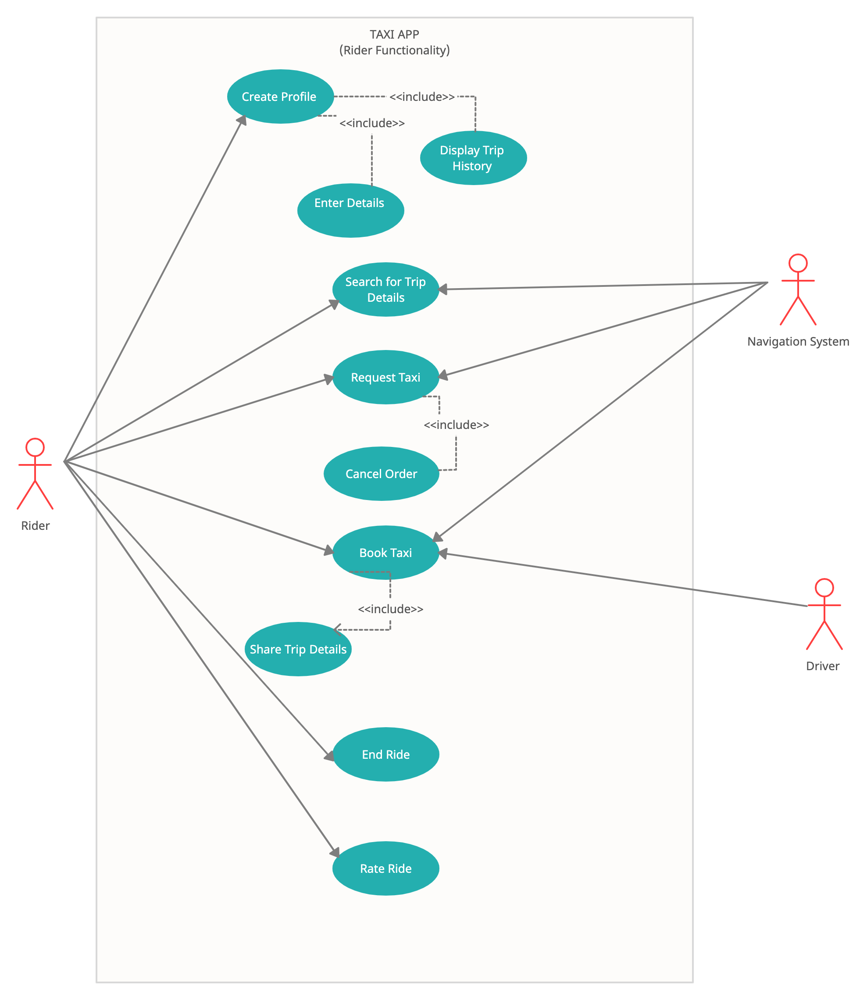 TAXI APP
(Rider Functionality)
Create Profile
<<include>>
<<include>>
Display Trip
History
Enter Details
Search for Trip
Details
Navigation System
Request Taxi
<<include>>
Cancel Order
Rider
Book Taxi
<<include>>
Share Trip Details
Driver
End Ride
Rate Ride